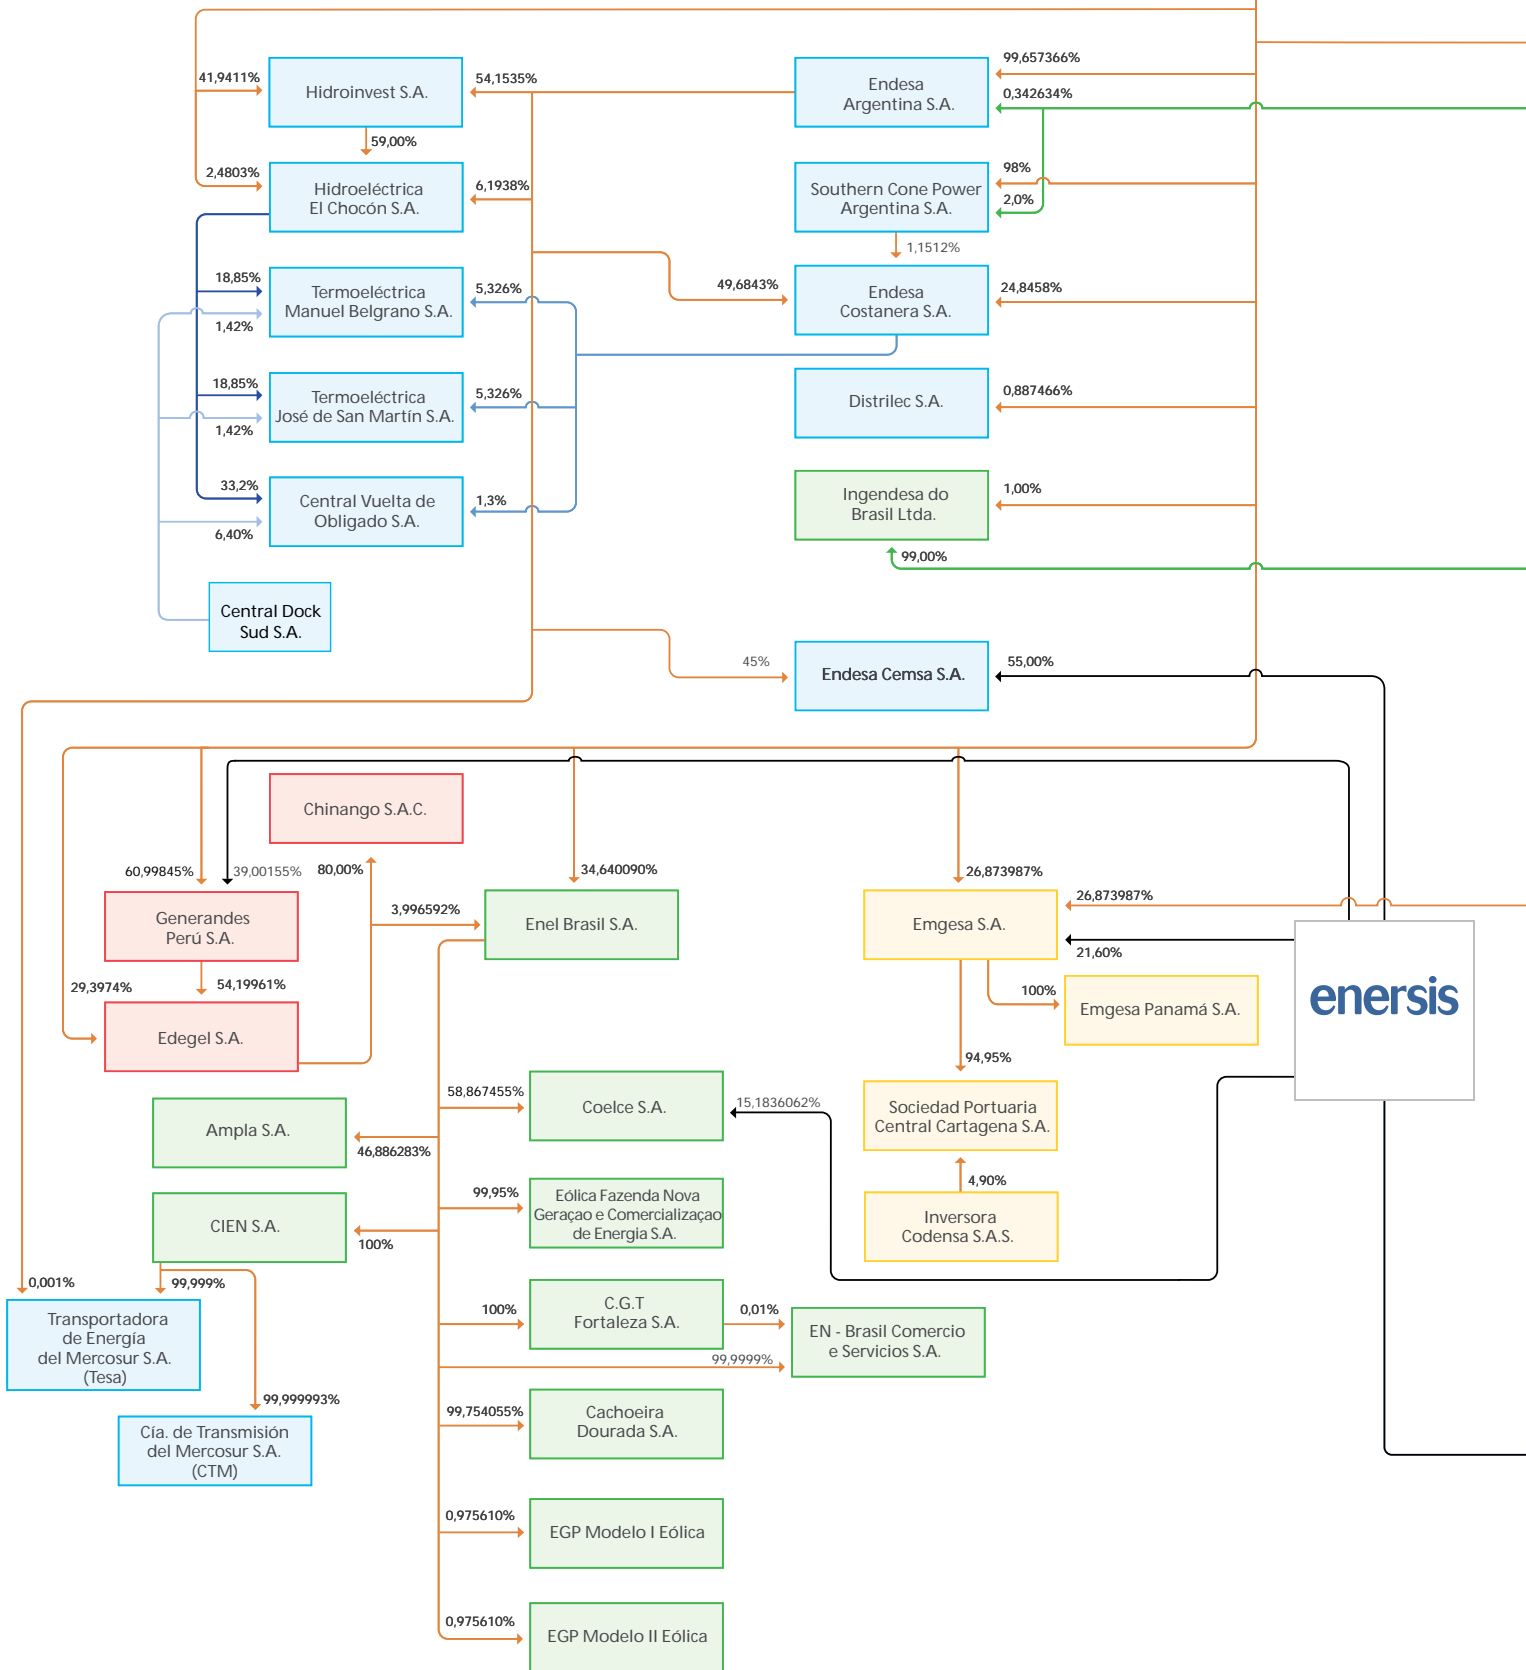 99,657366%
41,9411%
54,1535%
Hidroinvest S.A.
Endesa
Argentina S.A.
0,342634%
59,00%
2,4803%
6,1938%
Hidroeléctrica
El Chocón S.A.
98%
Southern Cone Power
Argentina S.A.
2,0%
1,1512%
18,85%
5,326%
49,6843%
24,8458%
Termoeléctrica
Manuel Belgrano S.A.
Endesa
Costanera S.A.
1,42%
18,85%
5,326%
0,887466%
Termoeléctrica
José de San Martín S.A.
Distrilec S.A.
1,42%
33,2%
1,3%
1,00%
Central Vuelta de
Obligado S.A.
Ingendesa do
Brasil Ltda.
6,40%
99,00%
Central Dock
Sud S.A.
45%
55,00%
Endesa Cemsa S.A.
Chinango S.A.C.
60,99845%
39,00155%
80,00%
34,640090%
26,873987%
26,873987%
3,996592%
Generandes
Perú S.A.
Enel Brasil S.A.
Emgesa S.A.
21,60%
29,3974%
54,19961%
100%
Emgesa Panamá S.A.
enersis
Edegel S.A.
94,95%
58,867455%
Coelce S.A.
15,1836062%
Sociedad Portuaria
Central Cartagena S.A.
Ampla S.A.
46,886283%
4,90%
99,95%
Eólica Fazenda Nova
Geraçao e Comercializaçao
de Energia S.A.
Inversora
Codensa S.A.S.
CIEN S.A.
100%
0,001%
99,999%
100%
C.G.T
Fortaleza S.A.
0,01%
EN - Brasil Comercio
e Servicios S.A.
99,9999%
Transportadora
de Energía
del Mercosur S.A.
(Tesa)
99,999993%
99,754055%
Cachoeira
Dourada S.A.
Cía. de Transmisión
del Mercosur S.A.
(CTM)
0,975610%
EGP Modelo I Eólica
0,975610%
EGP Modelo II Eólica